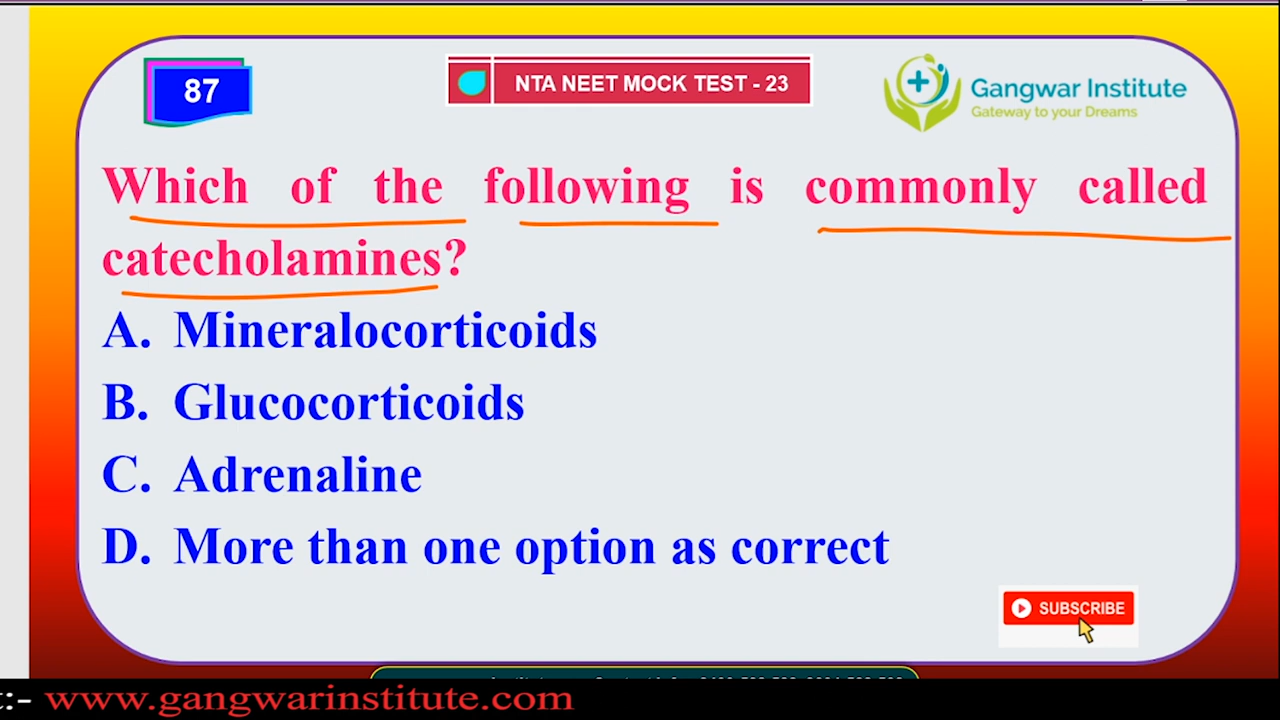 87
NTA NEET MOCK TEST - 23
Gangwar Institute
Gateway to your Dreams
Which of the following is commonly called
catecholamines?
A. Mineralocorticoids
B. Glucocorticoids
C. Adrenaline
D. More than one option as correct
SUBSCRIBE
t:- www.gangwarinstitute.com